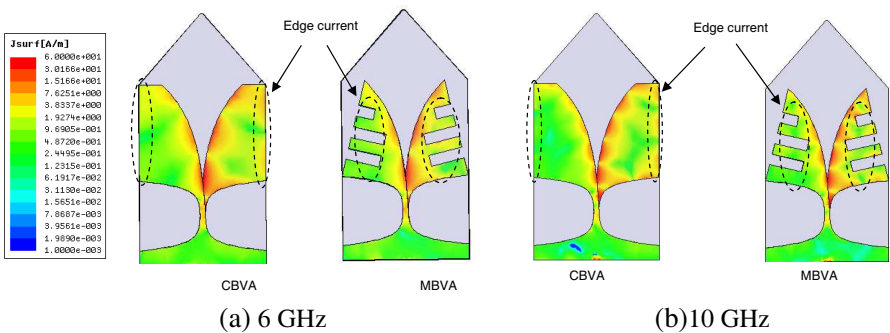 Edge current
Edge current
Jsurf[A/m]
6.0000e+001
3.0166e+001
1.5166e+001
7.6251e+000
3.8337e+000
1.9274e+000
9.6905e-001
4.8720e-001
2.4495e-001
1.2315e-001
6.1917e-002
3.1130e-002
1.5651e-002
7.8687e-003
3.9561e-003
1.9890e-003
1.0000e-003
CBVA
MBVA
CBVA
MBVA
(a) 6 GHz
(b)10 GHz